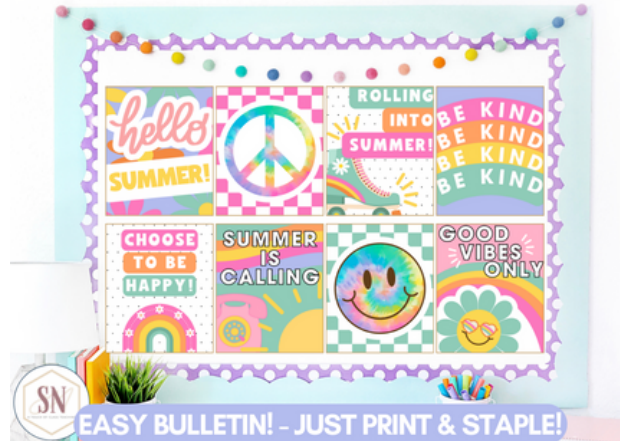 hello
SUMMER!
ROLLING
INTO
SUMMER!
BE KIND
BE KIND
BE KIND
BE KIND
CHOOSE
TO BE
HAPPY!
SUMMER
IS
CALLING
GOOD
VIBES
ONLY
SN
EASY BULLETIN! - JUST PRINT & STAPLE!